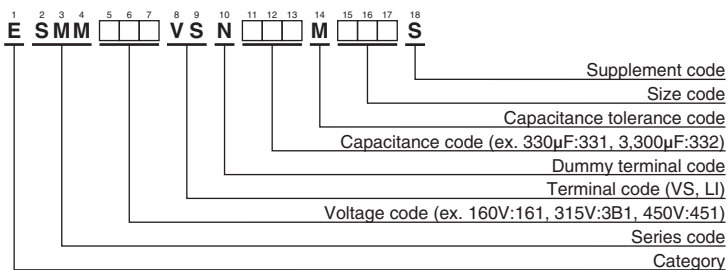 1 2 3 4 5 6 7 8 9 10 11 12 13 14 15 16 17 18
E SMM VS N M S
Supplement code
Size code
Capacitance tolerance code
Capacitance code (ex. 330μF:331, 3,300μF:332)
Dummy terminal code
Terminal code (VS, LI)
Voltage code (ex. 160V:161, 315V:3B1, 450V:451)
Series code
Category